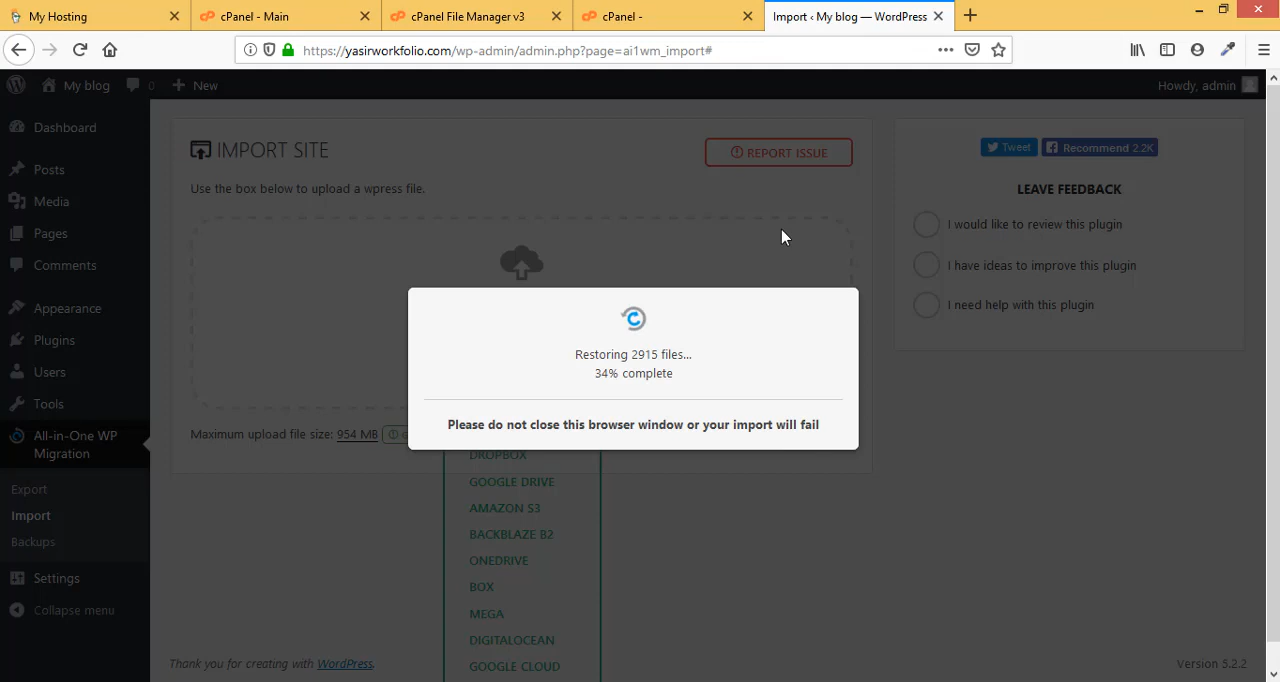 My Hosting
cPanel - Main
cPanel File Manager v3
cPanel -
Import ‹ My blog — WordPress
https://yasirworkfolio.com/wp-admin/admin.php?page=ai1wm_import#
My blog
0
New
Howdy, admin
Dashboard
Posts
Media
Pages
Comments
Appearance
Plugins
Users
Tools
All-in-One WP
Migration
Export
Import
Backups
Settings
Collapse menu
IMPORT SITE
REPORT ISSUE
Use the box below to upload a wpress file.
Restoring 2915 files...
34% complete
Please do not close this browser window or your import will fail
Maximum upload file size: 954 MB
DROPBOX
GOOGLE DRIVE
AMAZON S3
BACKBLAZE B2
ONEDRIVE
BOX
MEGA
DIGITALOCEAN
GOOGLE CLOUD
Tweet
Recommend 2.2K
LEAVE FEEDBACK
I would like to review this plugin
I have ideas to improve this plugin
I need help with this plugin
Thank you for creating with WordPress.
Version 5.2.2